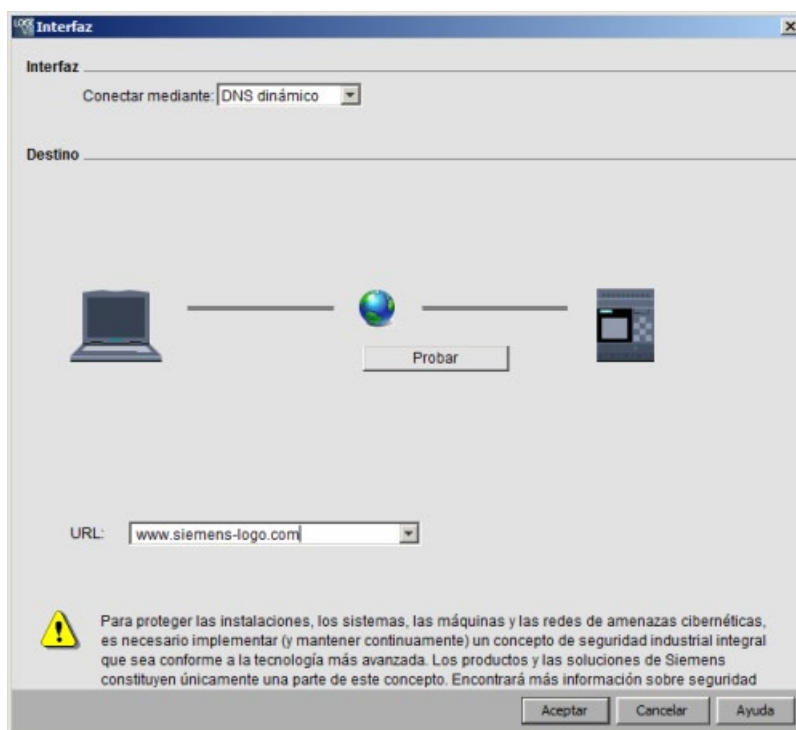 Interfaz
Interfaz
Conectar mediante: DNS dinámico
Destino
Probar
URL: www.siemens-logo.com
Para proteger las instalaciones, los sistemas, las máquinas y las redes de amenazas cibernéticas,
es necesario implementar (y mantener continuamente) un concepto de seguridad industrial integral
que sea conforme a la tecnología más avanzada. Los productos y las soluciones de Siemens
constituyen únicamente una parte de este concepto. Encontrará más información sobre seguridad
Aceptar Cancelar Ayuda